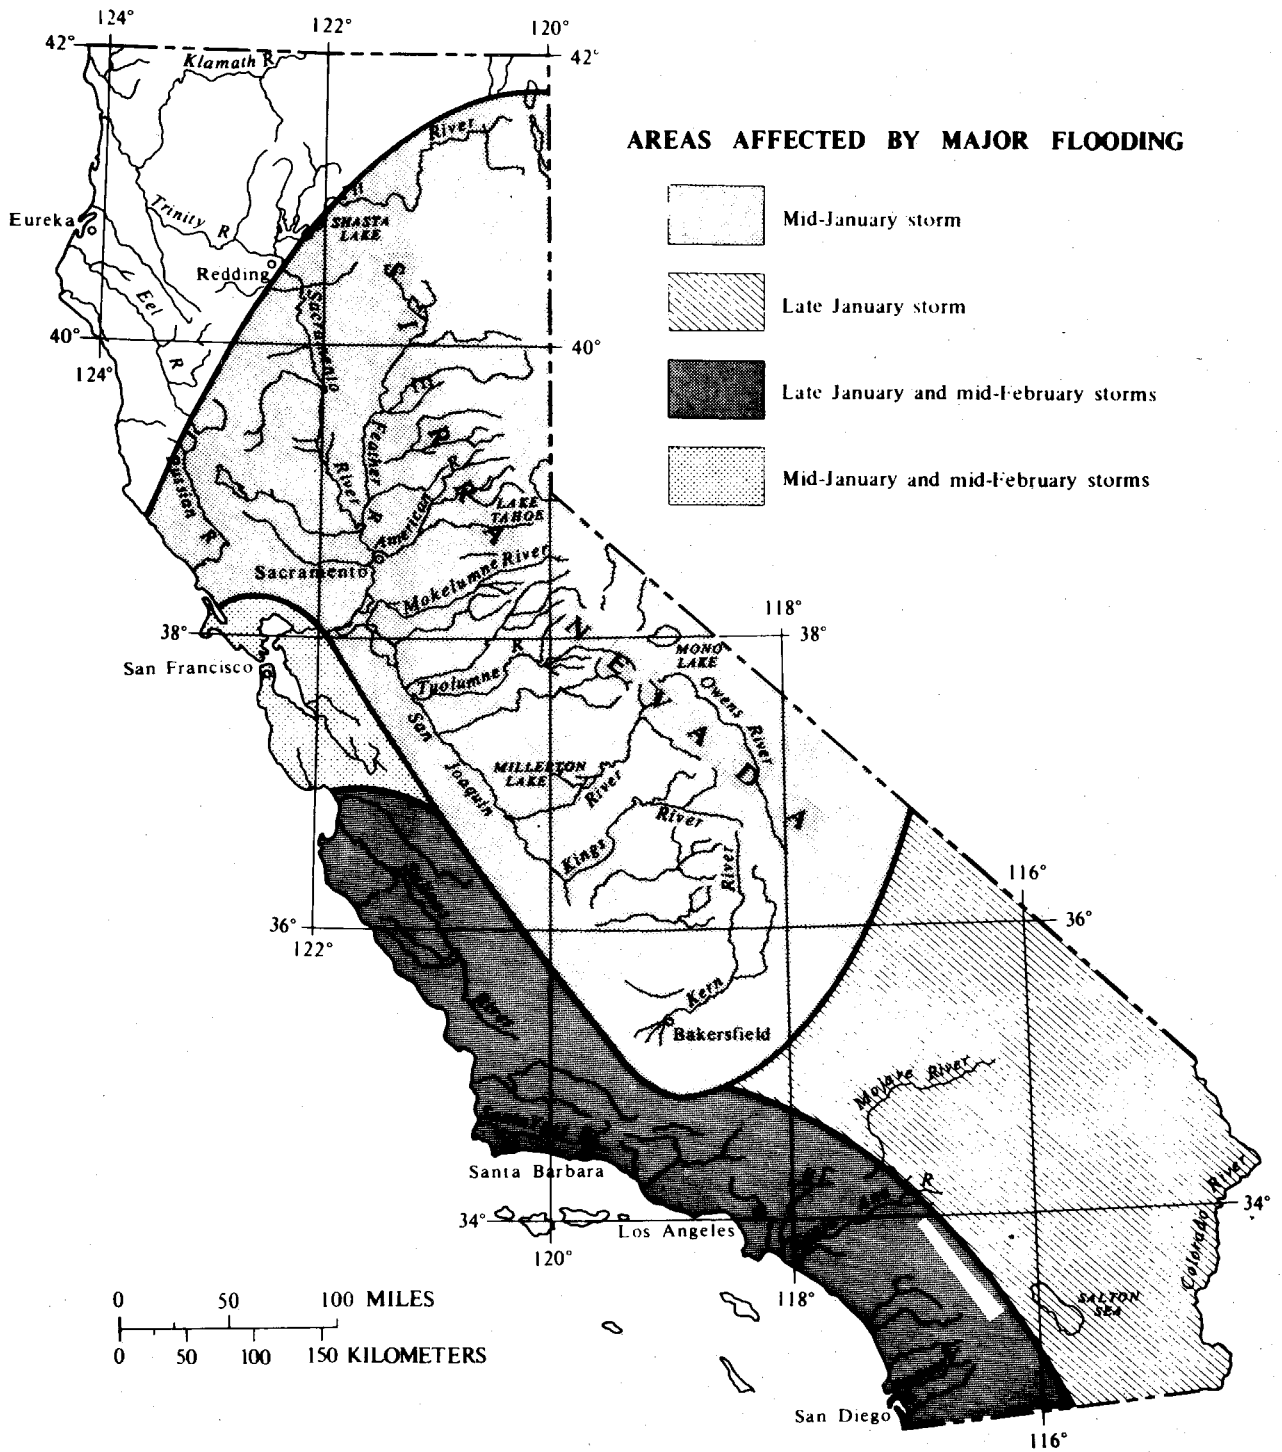 124°
122°
120°
42°
42°
Klamath R
River
AREAS AFFECTED BY MAJOR FLOODING
Mid-January storm
Late January storm
Late January and mid-February storms
Mid-January and mid-February storms
Eureka
Trinity R
SHASTA
LAKE
Redding
Eel
R
Sacramento
River
40°
40°
124°
Feather
R
American
R
Russian
R
LAKE
TAHOE
SIERRA
NEVADA
Sacramento
Mokelumne River
118°
38°
38°
MONO
LAKE
San Francisco
Tuolumne
R
Owens River
San
Joaquin
River
MILLERTON
LAKE
Kings
River
River
116°
36°
36°
122°
Salinas
River
Kern
Bakersfield
Mojave River
Santa Ynez R
Santa Barbara
Ana
R
34°
34°
Los Angeles
Colorado River
120°
118°
SALTON
SEA
0 50 100 MILES
0 50 100 150 KILOMETERS
San Diego
116°